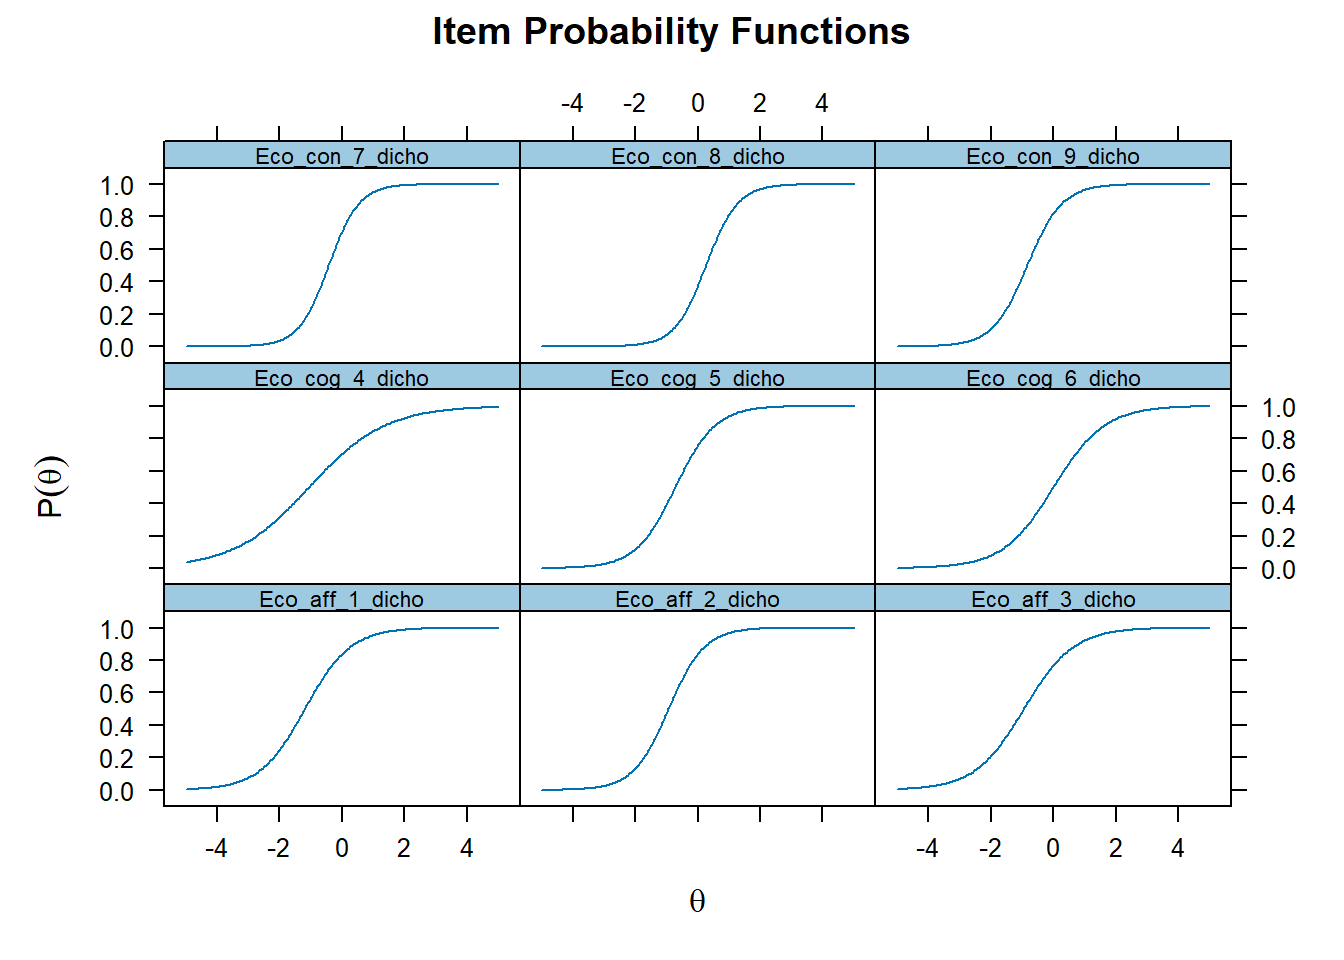 Item Probability Functions
-4 -2 0 2 4
Eco_con_7_dicho Eco_con_8_dicho Eco_con_9_dicho
1.0
0.8
0.6
0.4
0.2
0.0
Eco_cog_4_dicho Eco_cog_5_dicho Eco_cog_6_dicho
1.0
0.8
0.6
0.4
0.2
0.0
P(θ)
Eco_aff_1_dicho Eco_aff_2_dicho Eco_aff_3_dicho
1.0
0.8
0.6
0.4
0.2
0.0
-4 -2 0 2 4 -4 -2 0 2 4
θ